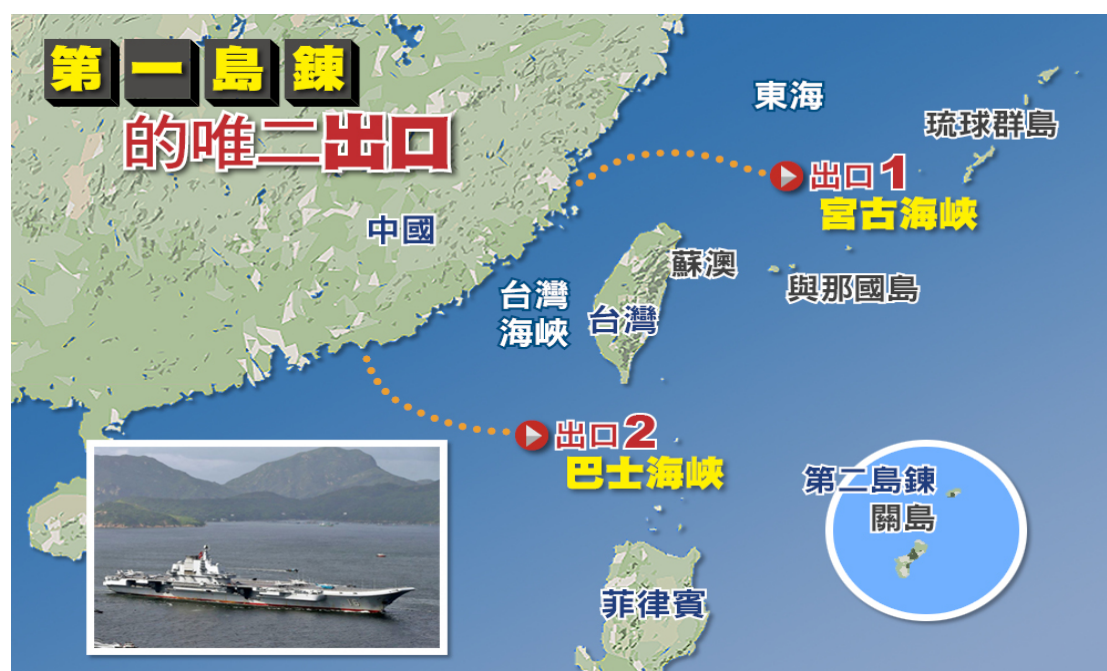 第一島鍊
的唯二出口
東海
琉球群島
出口1
宮古海峽
中國
蘇澳
與那國島
台灣
海峽
台灣
出口2
巴士海峽
第二島鍊
關島
菲律賓